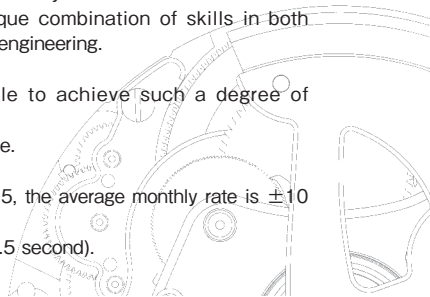 que combination of skills in both
engineering.
le to achieve such a degree of
e.
5, the average monthly rate is ±10
.5 second).